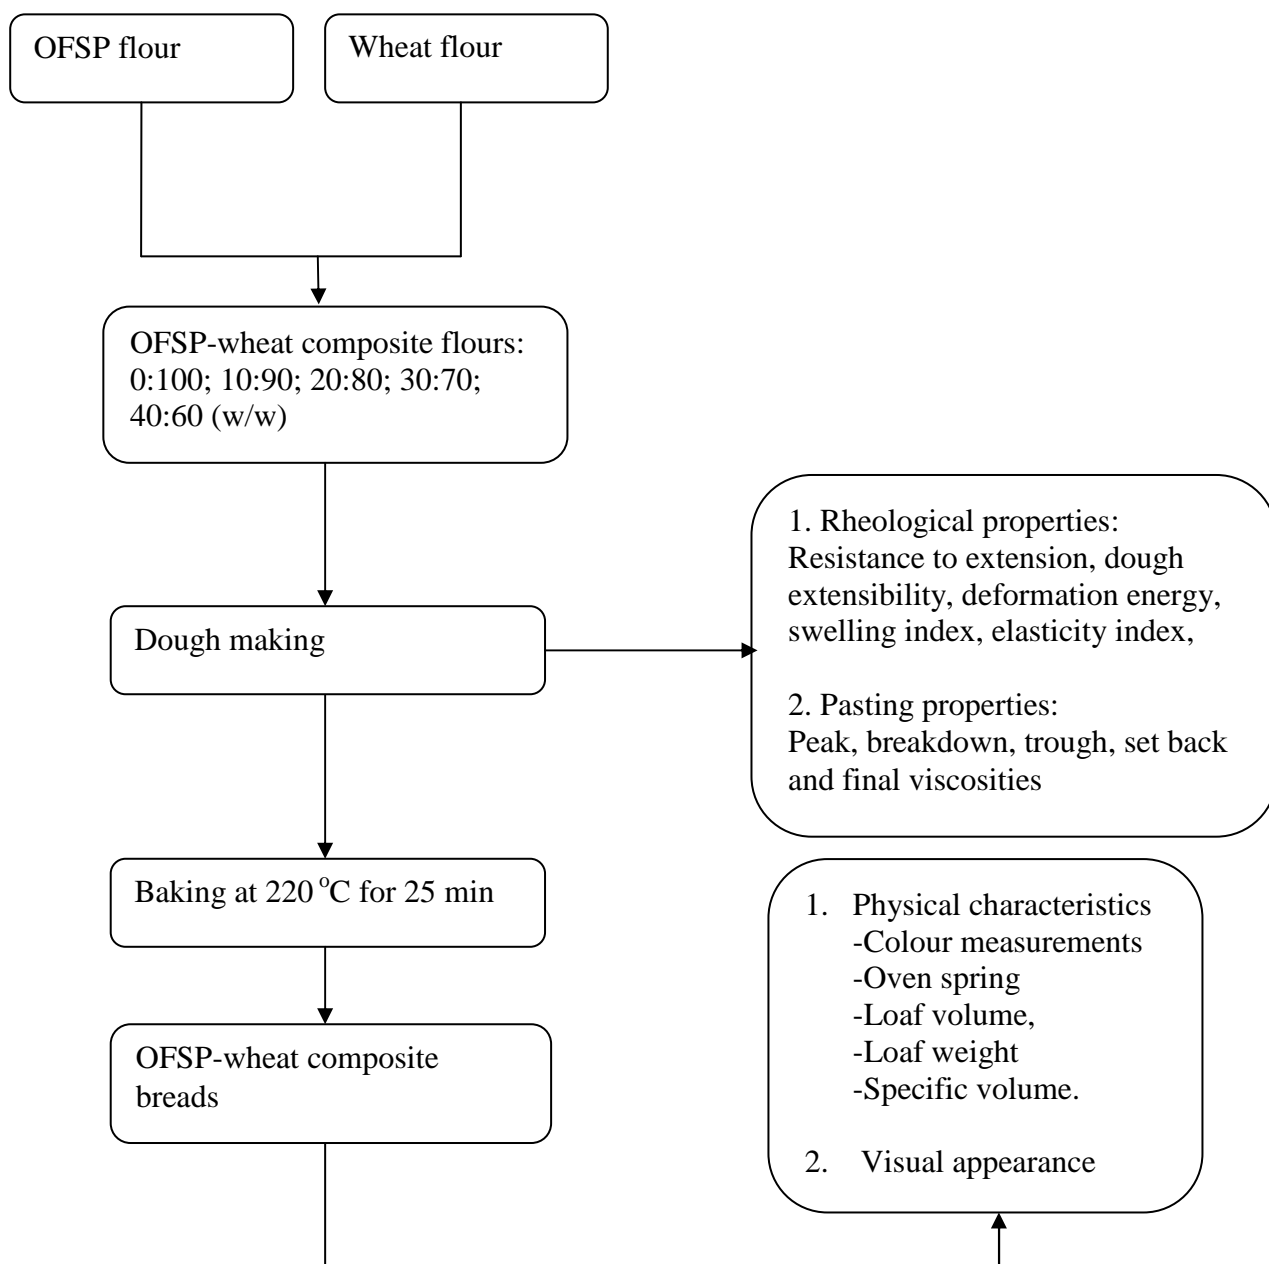 OFSP flour
Wheat flour
OFSP-wheat composite flours:
0:100; 10:90; 20:80; 30:70;
40:60 (w/w)
1. Rheological properties:
Resistance to extension, dough
extensibility, deformation energy,
swelling index, elasticity index,
2. Pasting properties:
Peak, breakdown, trough, set back
and final viscosities
Dough making
Baking at 220 °C for 25 min
OFSP-wheat composite
breads
1. Physical characteristics
-Colour measurements
-Oven spring
-Loaf volume,
-Loaf weight
-Specific volume.
2. Visual appearance